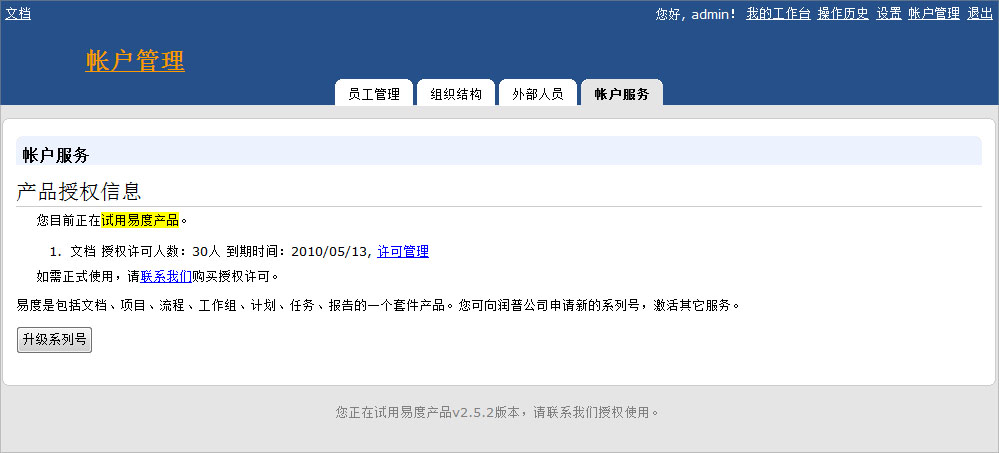 文档
您好, admin! 我的工作台 操作历史 设置 帐户管理 退出
帐户管理
员工管理 组织结构 外部人员 帐户服务
帐户服务
产品授权信息
您目前正在试用易度产品。
1. 文档 授权许可人数：30人 到期时间：2010/05/13, 许可管理
如需正式使用，请联系我们购买授权许可。
易度是包括文档、项目、流程、工作组、计划、任务、报告的一个套件产品。您可向润普公司申请新的系列号，激活其它服务。
升级系列号
您正在试用易度产品v2.5.2版本，请联系我们授权使用。